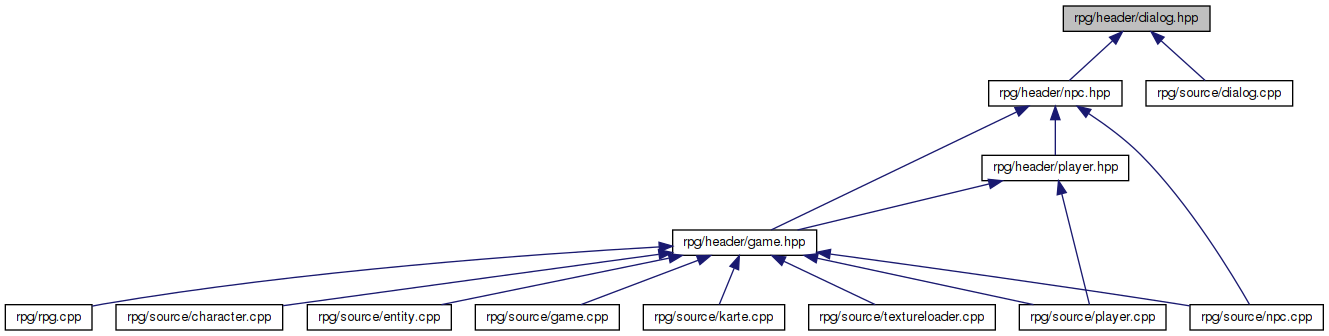 rpg/header/dialog.hpp
rpg/header/npc.hpp
rpg/source/dialog.cpp
rpg/header/player.hpp
rpg/header/game.hpp
rpg/rpg.cpp
rpg/source/character.cpp
rpg/source/entity.cpp
rpg/source/game.cpp
rpg/source/karte.cpp
rpg/source/textureloader.cpp
rpg/source/player.cpp
rpg/source/npc.cpp